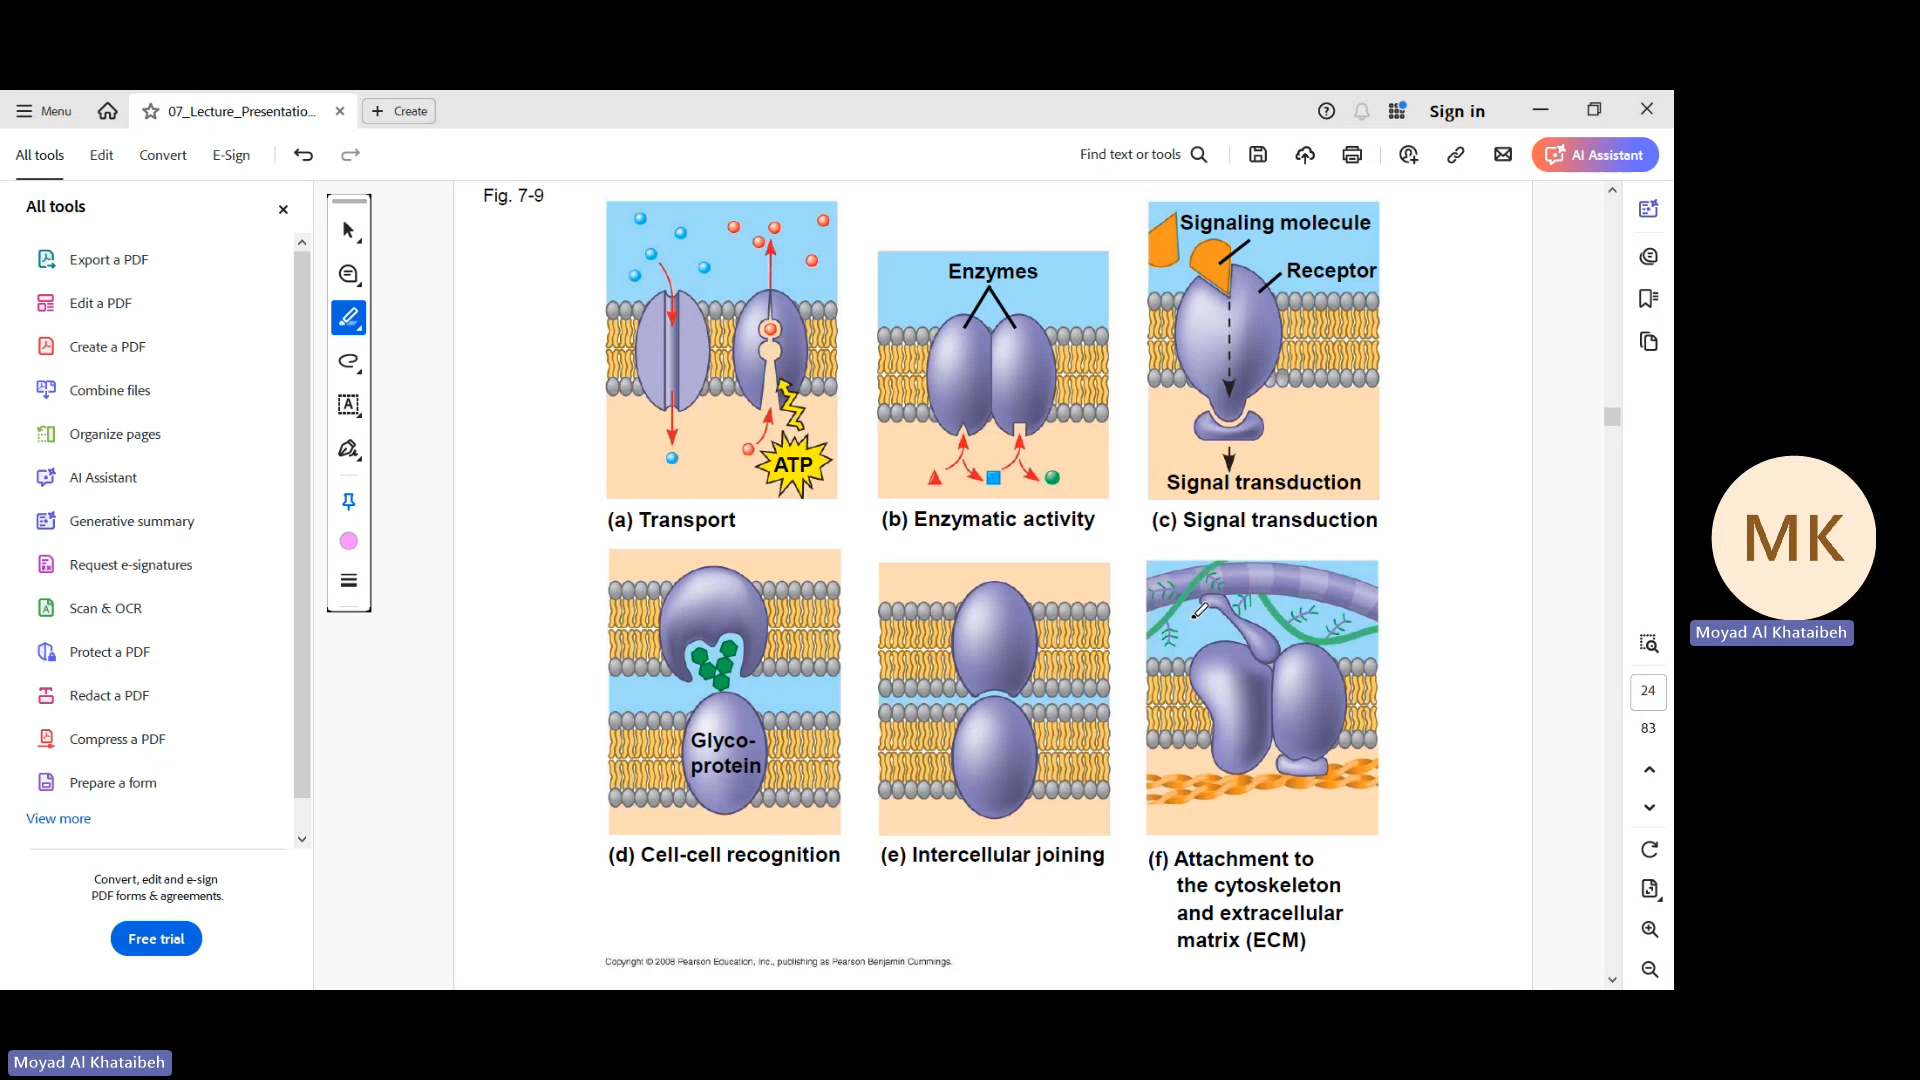 Menu
07_Lecture_Presentatio...
Create
Sign in
All tools
Edit
Convert
E-Sign
Find text or tools
AI Assistant
All tools
Export a PDF
Edit a PDF
Create a PDF
Combine files
Organize pages
AI Assistant
Generative summary
Request e-signatures
Scan & OCR
Protect a PDF
Redact a PDF
Compress a PDF
Prepare a form
View more
Convert, edit and e-sign
PDF forms & agreements.
Free trial
Fig. 7-9
ATP
(a) Transport
Enzymes
(b) Enzymatic activity
Signaling molecule
Receptor
Signal transduction
(c) Signal transduction
Glyco-
protein
(d) Cell-cell recognition
(e) Intercellular joining
(f) Attachment to
the cytoskeleton
and extracellular
matrix (ECM)
Copyright © 2008 Pearson Education, Inc., publishing as Pearson Benjamin Cummings.
24
83
MK
Moyad Al Khataibeh
Moyad Al Khataibeh